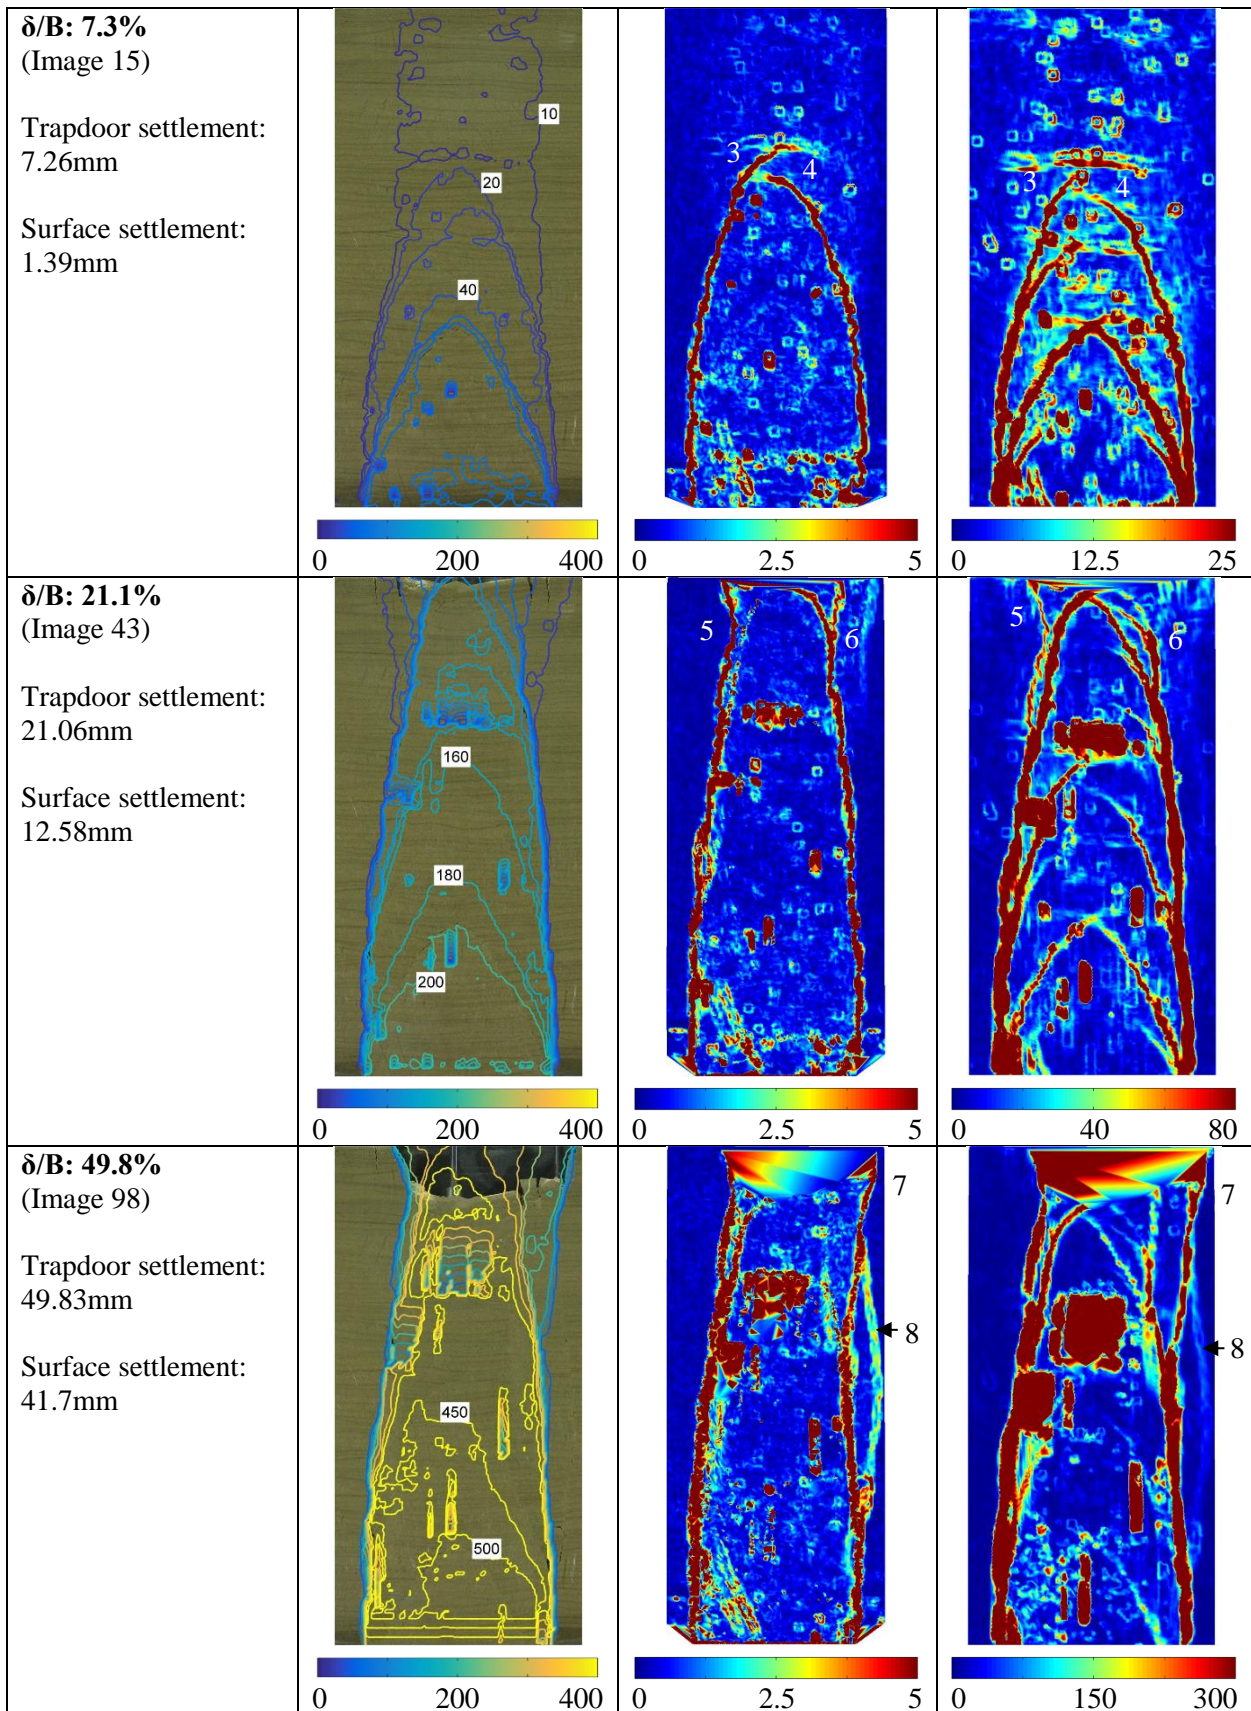 δ/B: 7.3%
(Image 15)
Trapdoor settlement:
7.26mm
Surface settlement:
1.39mm
10
20
40
0 200 400
3
4
0 2.5 5
3
4
0 12.5 25
δ/B: 21.1%
(Image 43)
Trapdoor settlement:
21.06mm
Surface settlement:
12.58mm
160
180
200
0 200 400
5
6
0 2.5 5
5
6
0 40 80
δ/B: 49.8%
(Image 98)
Trapdoor settlement:
49.83mm
Surface settlement:
41.7mm
450
500
0 200 400
7
8
0 2.5 5
7
8
0 150 300